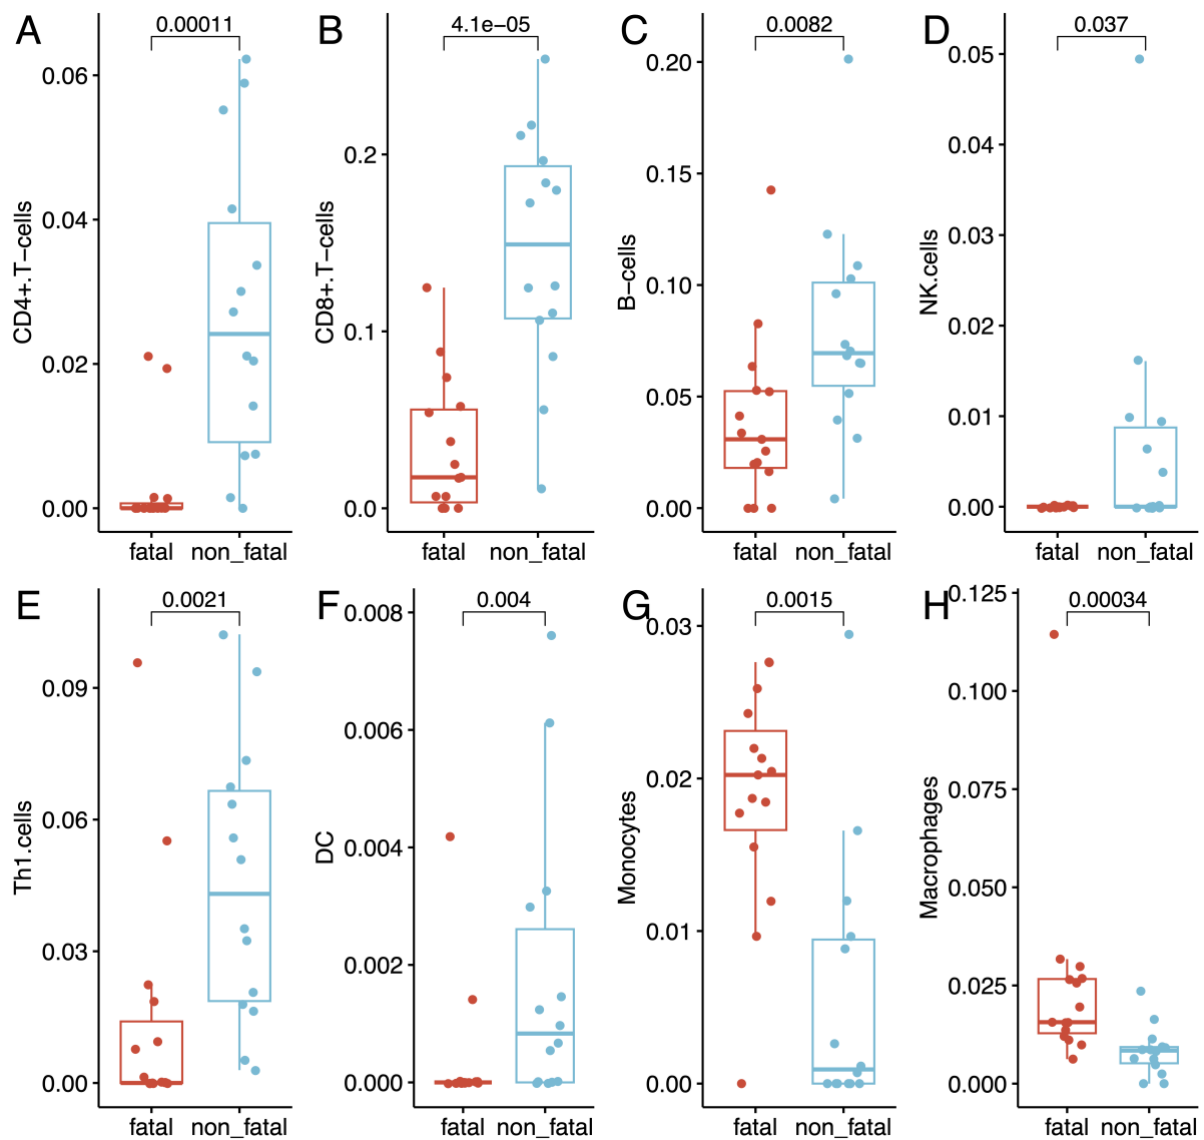 A
0.00011
CD4+.T−cells
0.06
0.04
0.02
0.00
fatal non_fatal
B
4.1e−05
CD8+.T−cells
0.2
0.1
0.0
fatal non_fatal
C
0.0082
B−cells
0.20
0.15
0.10
0.05
0.00
fatal non_fatal
D
0.037
NK.cells
0.05
0.04
0.03
0.02
0.01
0.00
fatal non_fatal
E
0.0021
Th1.cells
0.09
0.06
0.03
0.00
fatal non_fatal
F
0.004
DC
0.008
0.006
0.004
0.002
0.000
fatal non_fatal
G
0.0015
Monocytes
0.03
0.02
0.01
0.00
fatal non_fatal
H
0.00034
Macrophages
0.125
0.100
0.075
0.050
0.025
0.000
fatal non_fatal